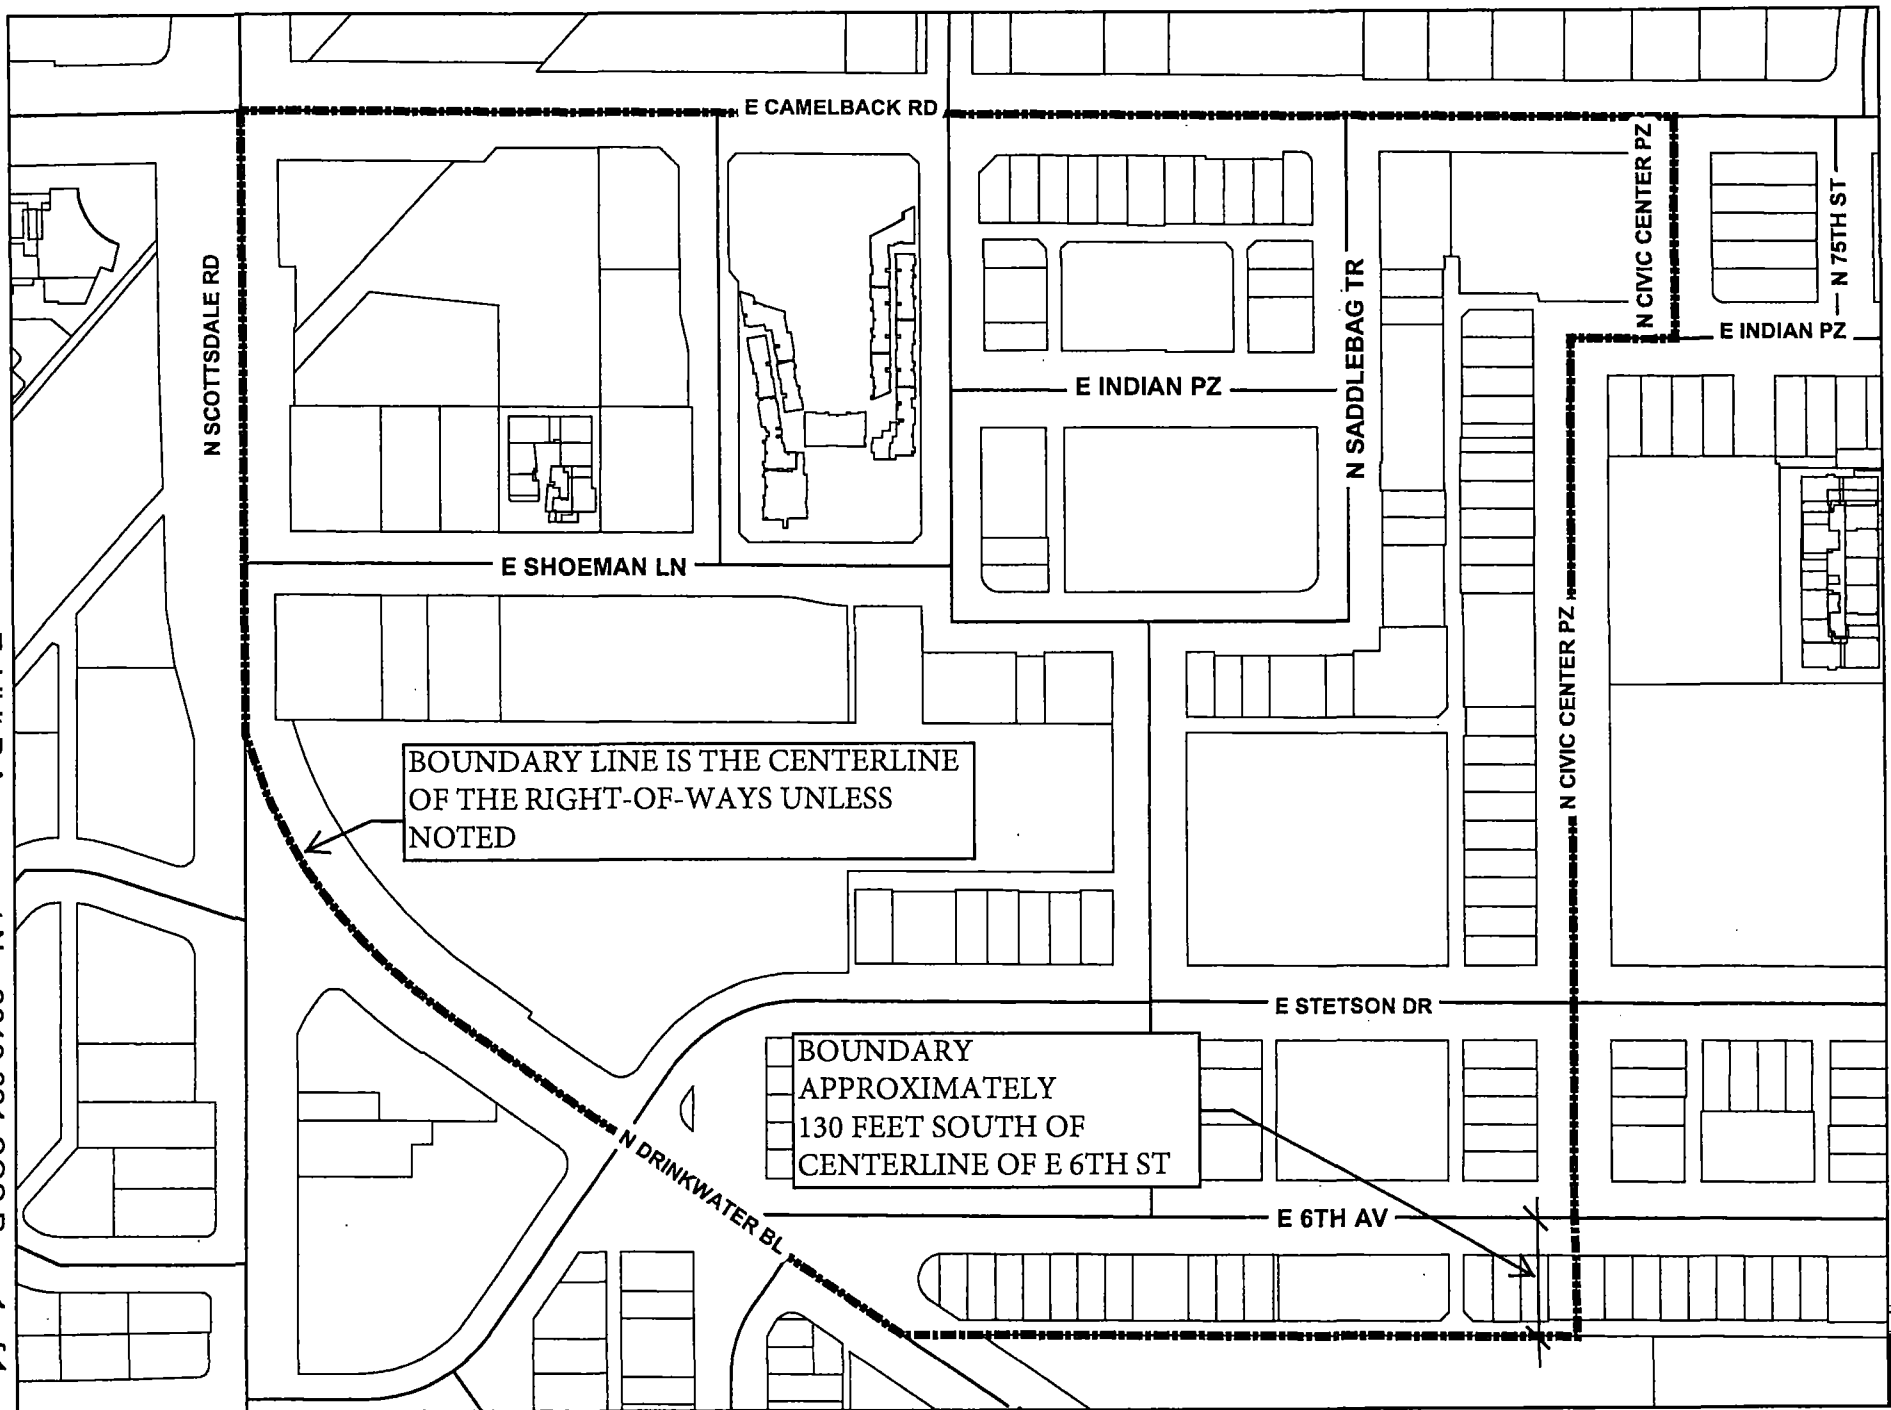 E CAMELBACK RD
N CIVIC CENTER PZ
N 75TH ST
N SCOTTSDALE RD
N SADDLEBAG TR
E INDIAN PZ
E INDIAN PZ
E SHOEMAN LN
N CIVIC CENTER PZ
BOUNDARY LINE IS THE CENTERLINE
OF THE RIGHT-OF-WAYS UNLESS
NOTED
E STETSON DR
BOUNDARY
APPROXIMATELY
130 FEET SOUTH OF
CENTERLINE OF E 6TH ST
N DRINKWATER BL
E 6TH AV